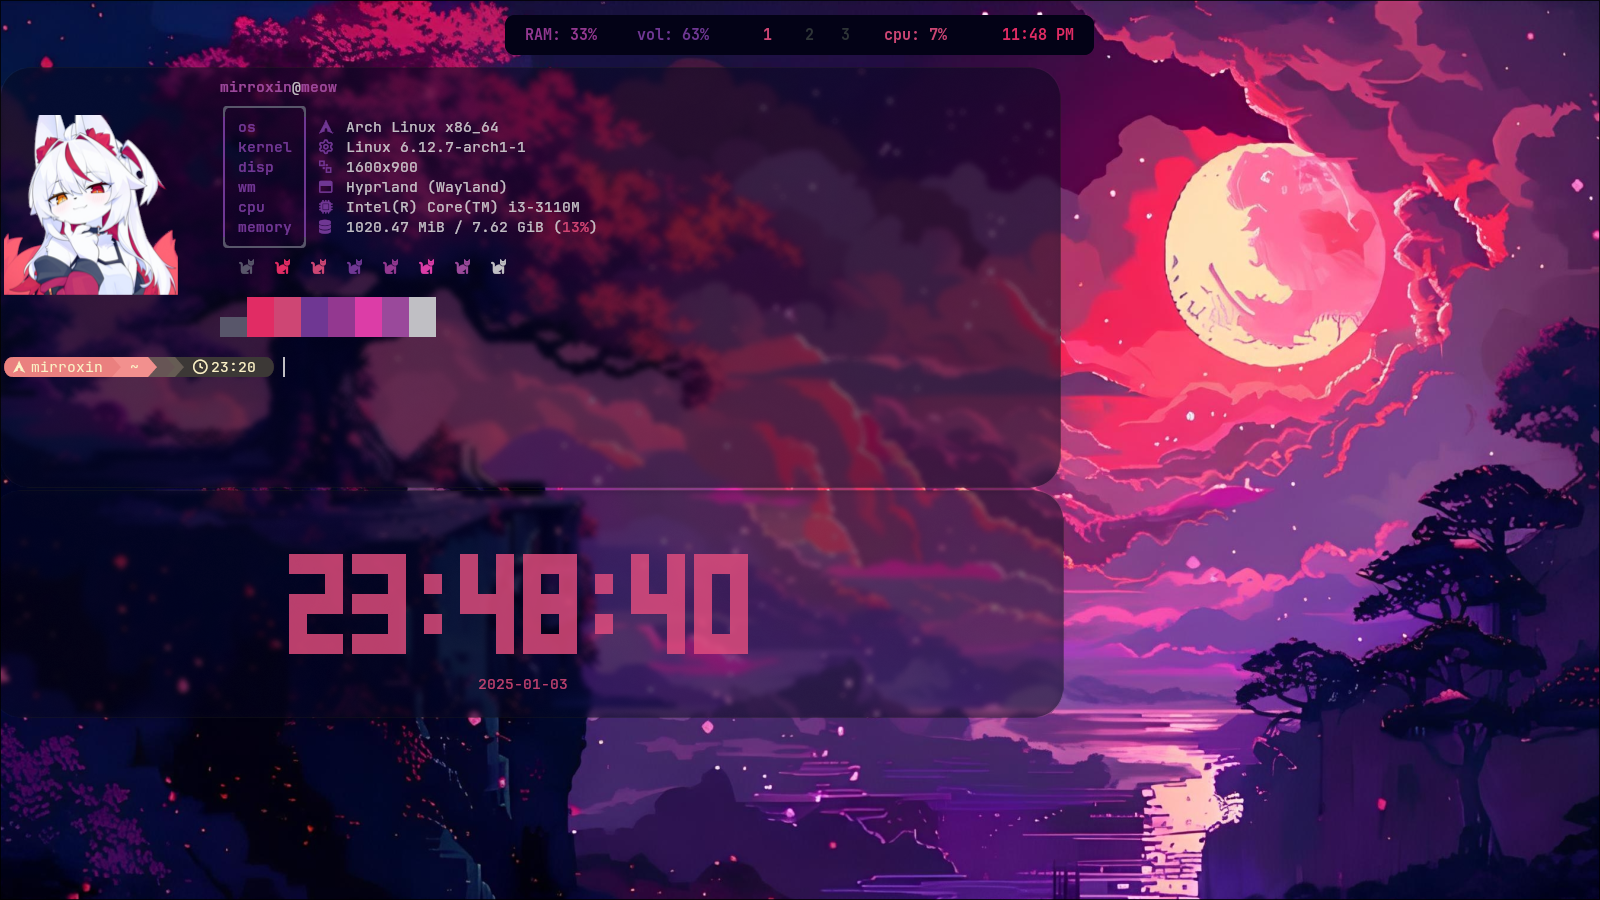 RAM: 33% vol: 63% 1 2 3 cpu: 7% 11:48 PM
mirroxin@meow
os Arch Linux x86_64
kernel Linux 6.12.7-arch1-1
disp 1600x900
wm Hyprland (Wayland)
cpu Intel(R) Core(TM) i3-3110M
memory 1020.47 MiB / 7.62 GiB (13%)
mirroxin ~ 23:20
23:48:40
2025-01-03